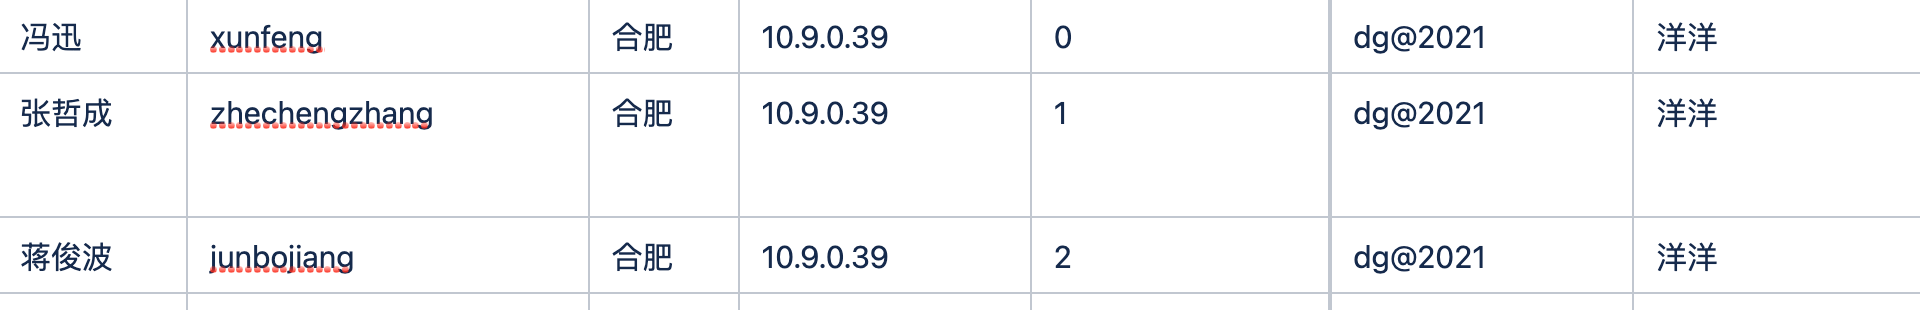 冯迅 xunfeng 合肥 10.9.0.39 0 dg@2021 洋洋
张哲成 zhechengzhang 合肥 10.9.0.39 1 dg@2021 洋洋
蒋俊波 junbojiang 合肥 10.9.0.39 2 dg@2021 洋洋